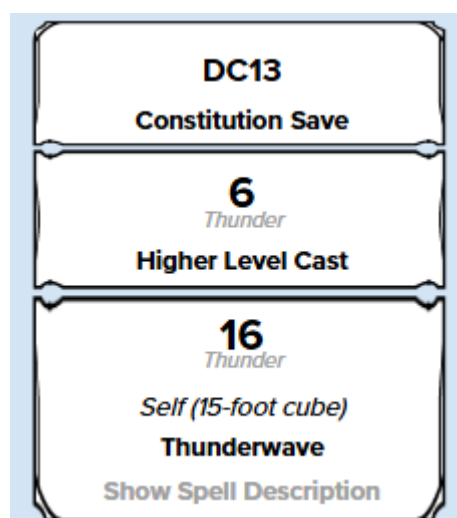 DC13
Constitution Save
6
Thunder
Higher Level Cast
16
Thunder
Self (15-foot cube)
Thunderwave
Show Spell Description